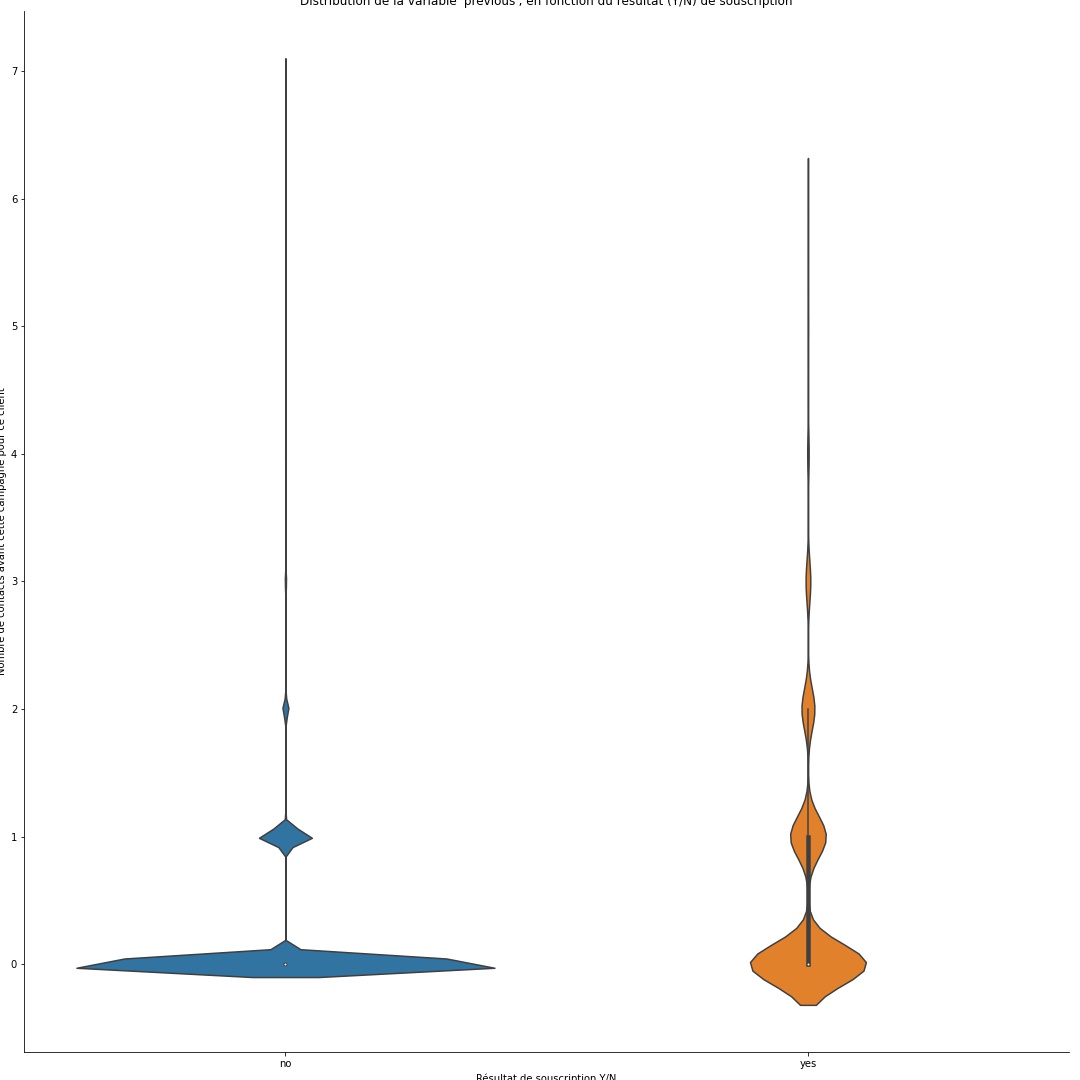 Distribution de la variable 'previous', en fonction du résultat (Y/N) de souscription
7
6
5
4
3
2
1
0
Nombre de contacts avant cette campagne pour ce client
no
yes
Résultat de souscription Y/N